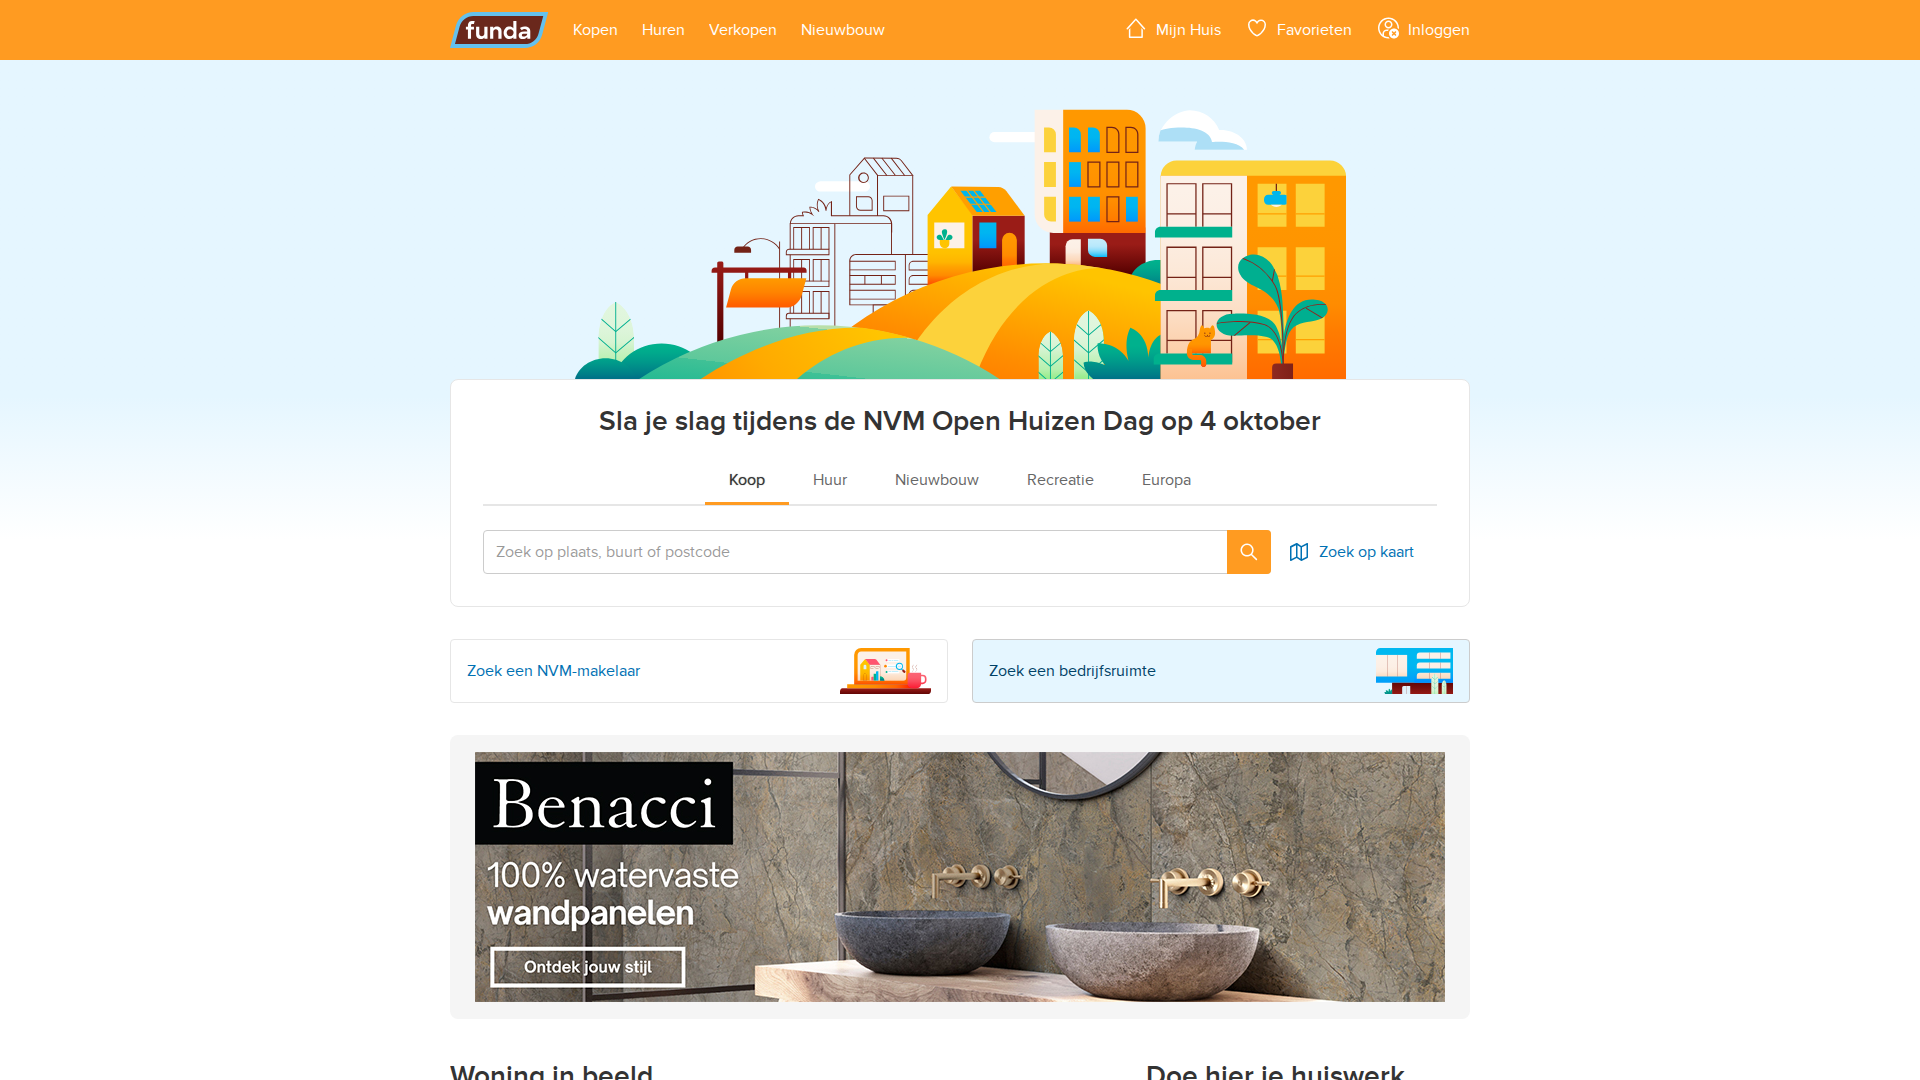 funda
Kopen
Huren
Verkopen
Nieuwbouw
Mijn Huis
Favorieten
Inloggen
Sla je slag tijdens de NVM Open Huizen Dag op 4 oktober
Koop
Huur
Nieuwbouw
Recreatie
Europa
Zoek op plaats, buurt of postcode
Zoek op kaart
Zoek een NVM-makelaar
Zoek een bedrijfsruimte
Benacci
100% watervaste
wandpanelen
Ontdek jouw stijl
Woning in beeld
Doe hier je huiswerk